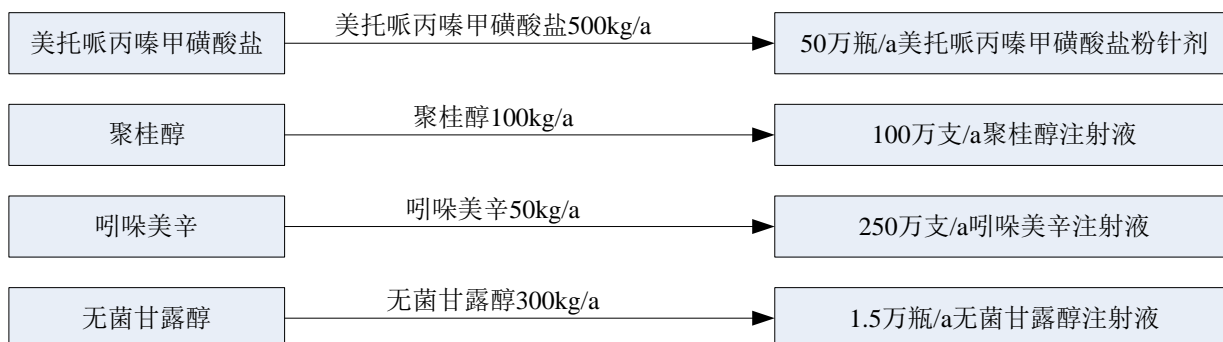 美托哌丙嗪甲磺酸盐
美托哌丙嗪甲磺酸盐500kg/a
50万瓶/a美托哌丙嗪甲磺酸盐粉针剂
聚桂醇
聚桂醇100kg/a
100万支/a聚桂醇注射液
吲哚美辛
吲哚美辛50kg/a
250万支/a吲哚美辛注射液
无菌甘露醇
无菌甘露醇300kg/a
1.5万瓶/a无菌甘露醇注射液